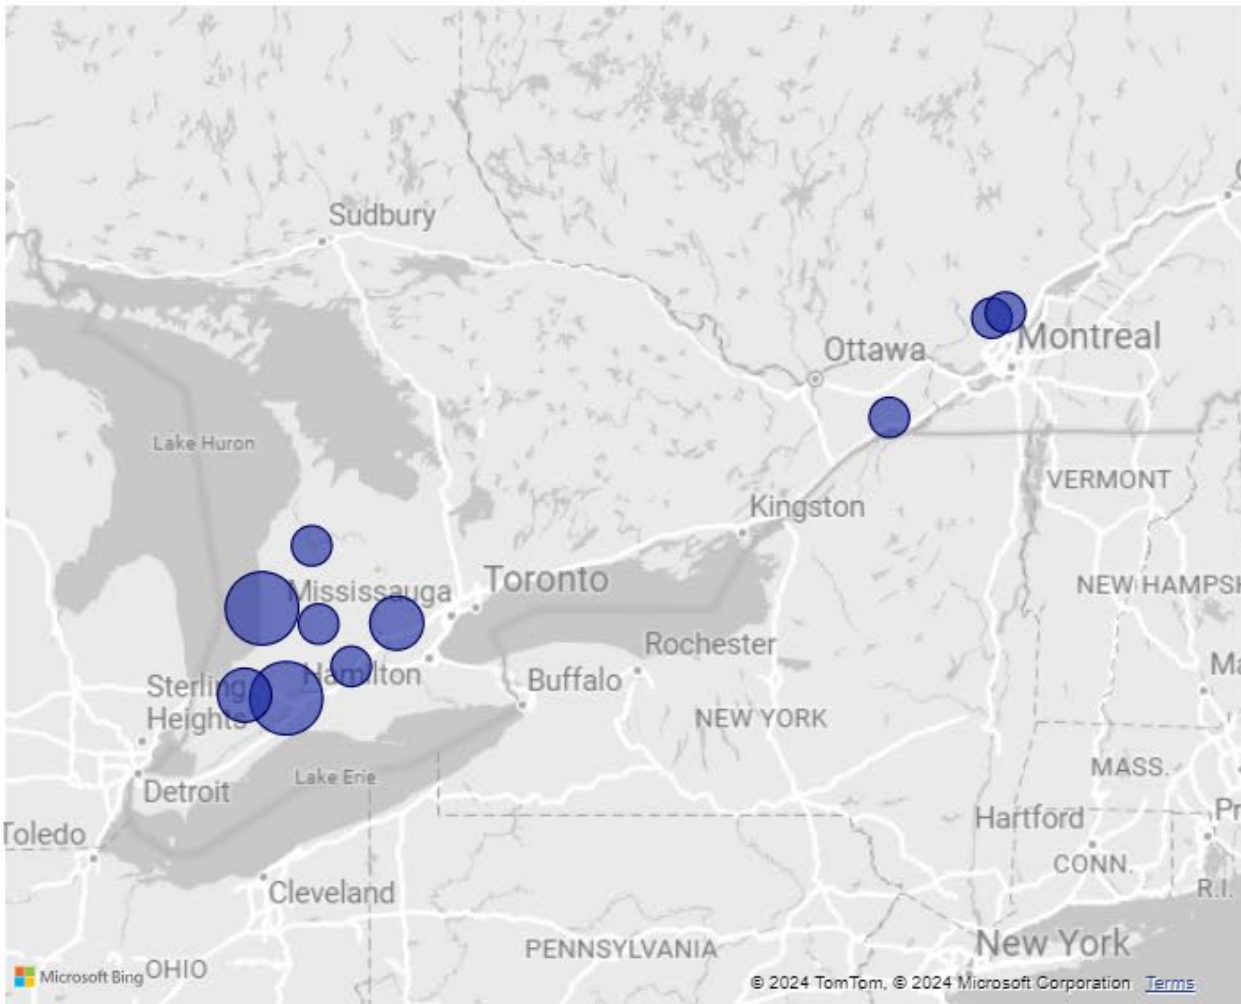 Sudbury
Montreal
Ottawa
Lake Huron
VERMONT
Kingston
Toronto
Mississauga
NEW HAMPSH
Rochester
Hamilton
Buffalo
Sterling
Heights
NEW YORK
Ma
MASS.
Lake Erie
Detroit
Hartford
Pr
Toledo
CONN.
R.I.
Cleveland
New York
PENNSYLVANIA
OHIO
Microsoft Bing
© 2024 TomTom, © 2024 Microsoft Corporation Terms